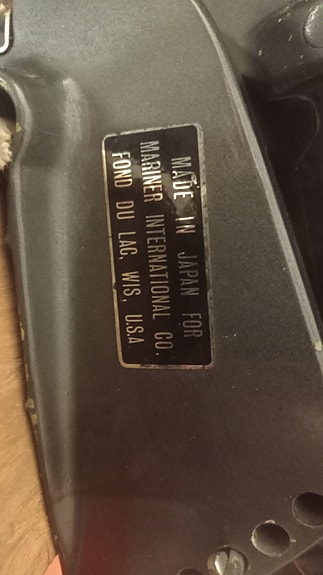 MADE IN JAPAN FOR
MARINER INTERNATIONAL CO.
FOND DU LAC, WIS, U.S.A